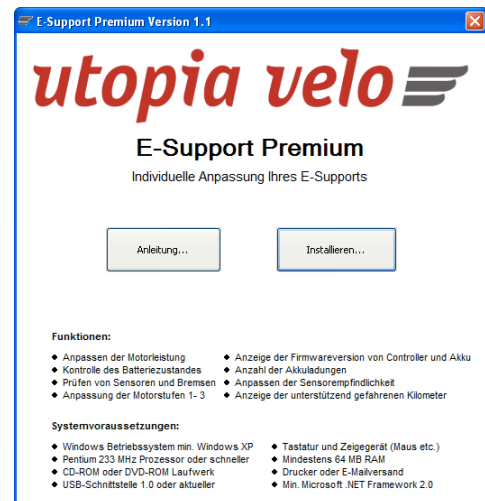 E-Support Premium Version 1.1
utopia velo
E-Support Premium
Individuelle Anpassung Ihres E-Supports
Anleitung...
Installieren...
Funktionen:
◆ Anpassen der Motorleistung
◆ Kontrolle des Batteriezustandes
◆ Prüfen von Sensoren und Bremsen
◆ Anpassung der Motorstufen 1- 3
◆ Anzeige der Firmwareversion von Controller und Akku
◆ Anzahl der Akkuladungen
◆ Anpassen der Sensorempfindlichkeit
◆ Anzeige der unterstützend gefahrenen Kilometer
Systemvoraussetzungen:
◆ Windows Betriebssystem min. Windows XP
◆ Pentium 233 MHz Prozessor oder schneller
◆ CD-ROM oder DVD-ROM Laufwerk
◆ USB-Schnittstelle 1.0 oder aktueller
◆ Tastatur und Zeigegerät (Maus etc.)
◆ Mindestens 64 MB RAM
◆ Drucker oder E-Mailversand
◆ Min. Microsoft .NET Framework 2.0